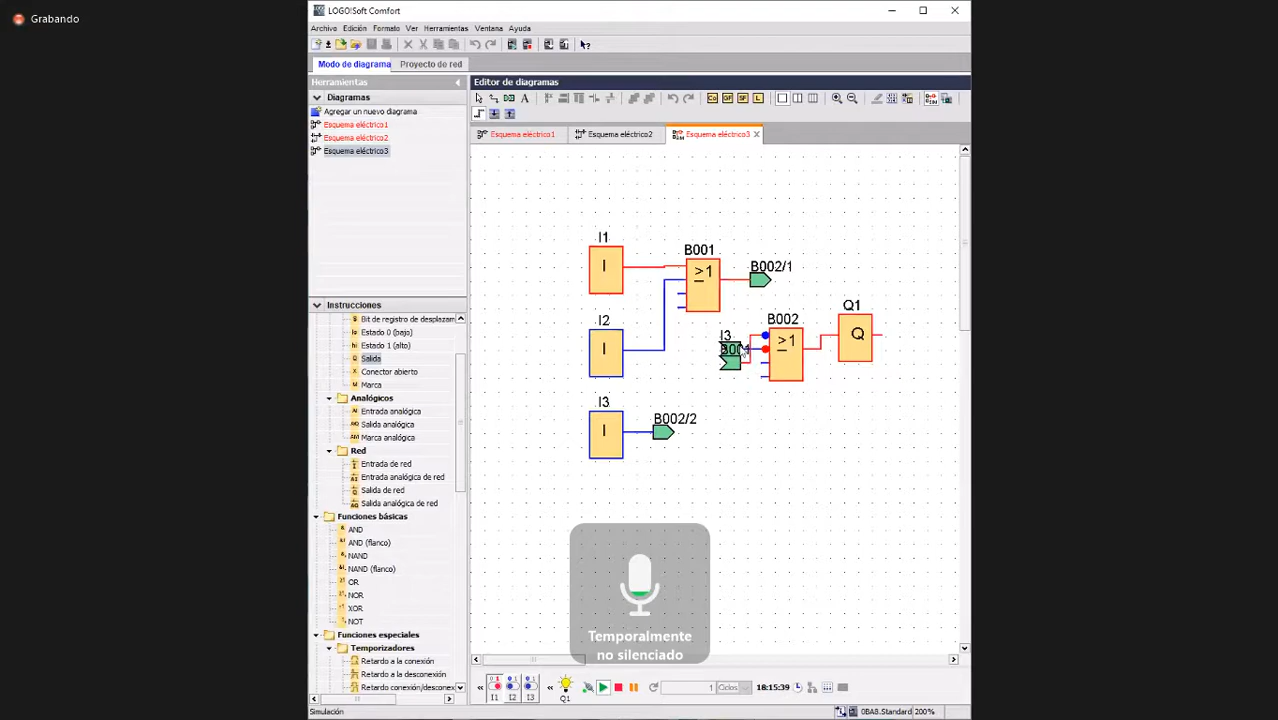 Grabando
LOGO!Soft Comfort
Archivo Edición Formato Ver Herramientas Ventana Ayuda
Modo de diagrama Proyecto de red
Herramientas
Diagramas
Agregar un nuevo diagrama
Esquema eléctrico1
Esquema eléctrico2
Esquema eléctrico3
Instrucciones
Bit de registro de desplazam
Estado 0 (bajo)
Estado 1 (alto)
Salida
Conector abierto
Marca
Analógicos
Entrada analógica
Salida analógica
Marca analógica
Red
Entrada de red
Entrada analógica de red
Salida de red
Salida analógica de red
Funciones básicas
AND
AND (flanco)
NAND
NAND (flanco)
OR
NOR
XOR
NOT
Funciones especiales
Temporizadores
Retardo a la conexión
Retardo a la desconexión
Retardo conexión/desconex
Editor de diagramas
Co GF SF L
Esquema eléctrico1 Esquema eléctrico2 Esquema eléctrico3
I1
I
B001
≥1
B002/1
I2
I
I3
B001
B002
≥1
Q1
Q
I3
I
B002/2
Temporalmente
no silenciado
I1 I2 I3 Q1
1 Ciclos 18:15:39
Simulación
0BA8.Standard 200%